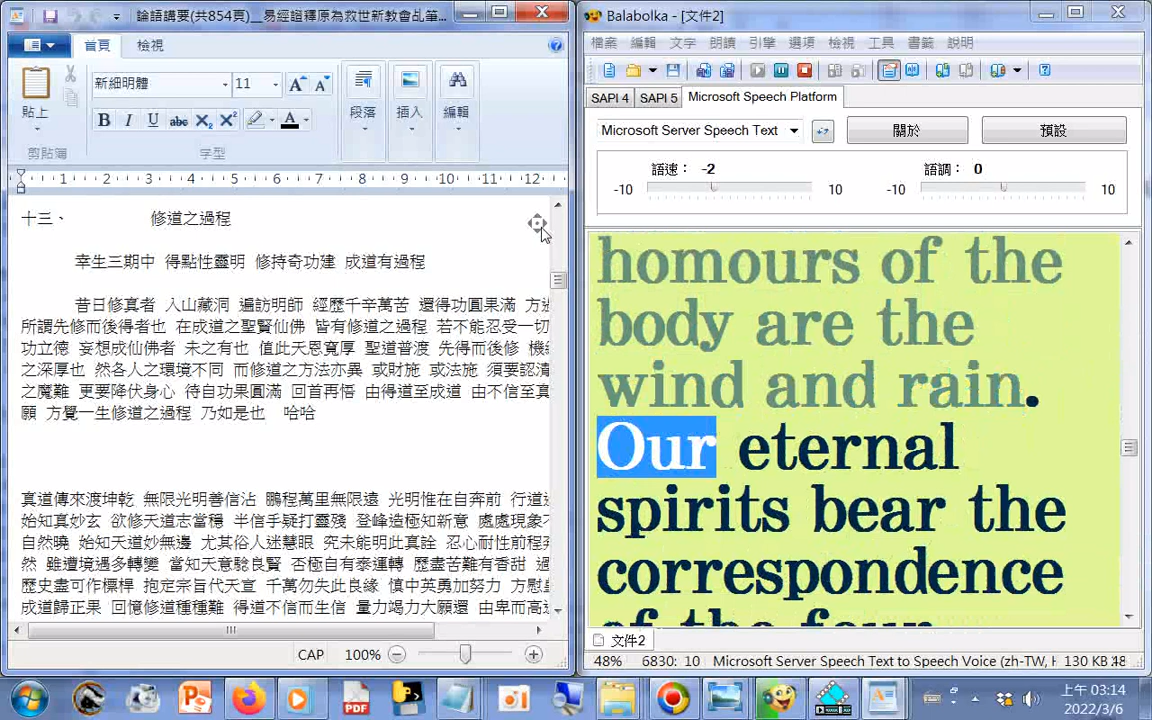 論語講要(共854頁)__易經證釋原為救世新教會乩筆...
首頁
檢視
新細明體
11
貼上
B I U abc X₂ X² A
段落
插入
編輯
剪貼簿
字型
1 2 3 4 5 6 7 8 9 10 11 12
十三、 修道之過程
幸生三期中 得點性靈明 修持奇功建 成道有過程
昔日修真者 入山藏洞 遍訪明師 經歷千辛萬苦 還得功圓果滿 方
所謂先修而後得者也 在成道之聖賢仙佛 皆有修道之過程 若不能忍受一切
功立德 妄想成仙佛者 未之有也 值此天恩寬厚 聖道普渡 先得而後修 機
之深厚也 然各人之環境不同 而修道之方法亦異 或財施 或法施 須要認清
之魔難 更要降伏身心 待自功果圓滿 回首再悟 由得道至成道 由不信至真
願 方覺一生修道之過程 乃如是也 哈哈
真道傳來渡坤乾 無限光明善信沾 鵬程萬里無限遠 光明惟在自奔前 行道
始知真妙玄 欲修天道志當穩 半信半疑打靈殘 登峰造極知新意 處處現象
自然曉 始知天道妙無邊 尤其俗人迷慧眼 究未能明此真詮 忍心耐性前程
然 雖遭境遇多轉變 當知天意驗良賢 否極自有泰運轉 歷盡苦難有香甜
歷史盡可作標桿 抱定宗旨代天宣 千萬勿失此良緣 慎中英勇加努力 方慰
成道歸正果 回憶修道種種難 得道不信而生信 量力竭力大願還 由卑而高
CAP 100%
Balabolka - [文件2]
檔案 編輯 文字 朗讀 引擎 選項 檢視 工具 書籤 說明
SAPI 4 SAPI 5 Microsoft Speech Platform
Microsoft Server Speech Text
關於
預設
語速： -2
語調： 0
-10 10 -10 10
homours of the
body are the
wind and rain.
Our eternal
spirits bear the
correspondence
of the four
文件2
48% 6830: 10 Microsoft Server Speech Text to Speech Voice (zh-TW, H 130 KB
上午 03:14
2022/3/6